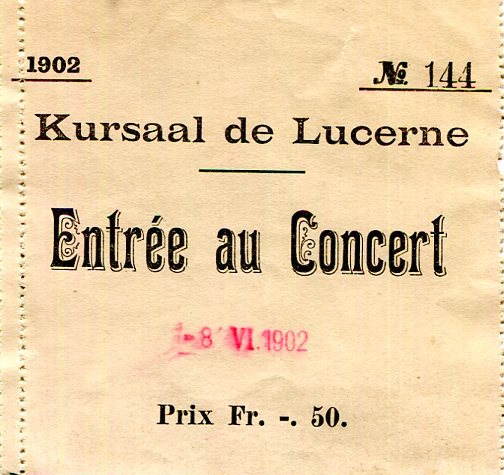 1902
№ 144
Kursaal de Lucerne
Entrée au Concert
- 8 VI. 1902
Prix Fr. -. 50.